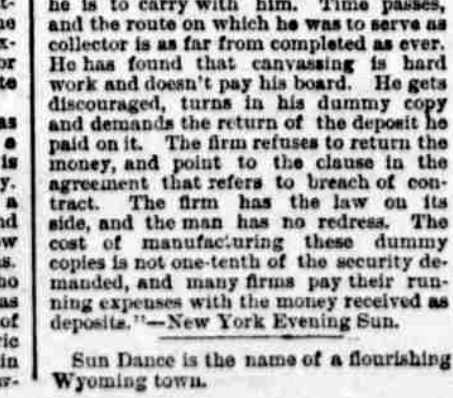 he is to carry with him. Time passes,
and the route on which he was to serve as
collector is as far from completed as ever.
He has found that canvassing is hard
work and doesn't pay his board. He gets
discouraged, turns in his dummy copy
and demands the return of the deposit he
paid on it. The firm refuses to return the
money, and point to the clause in the
agreement that refers to breach of con-
tract. The firm has the law on its
side, and the man has no redress. The
cost of manufacturing these dummy
copies is not one-tenth of the security de-
manded, and many firms pay their run-
ning expenses with the money received as
deposits."—New York Evening Sun.
Sun Dance is the name of a flourishing
Wyoming town.